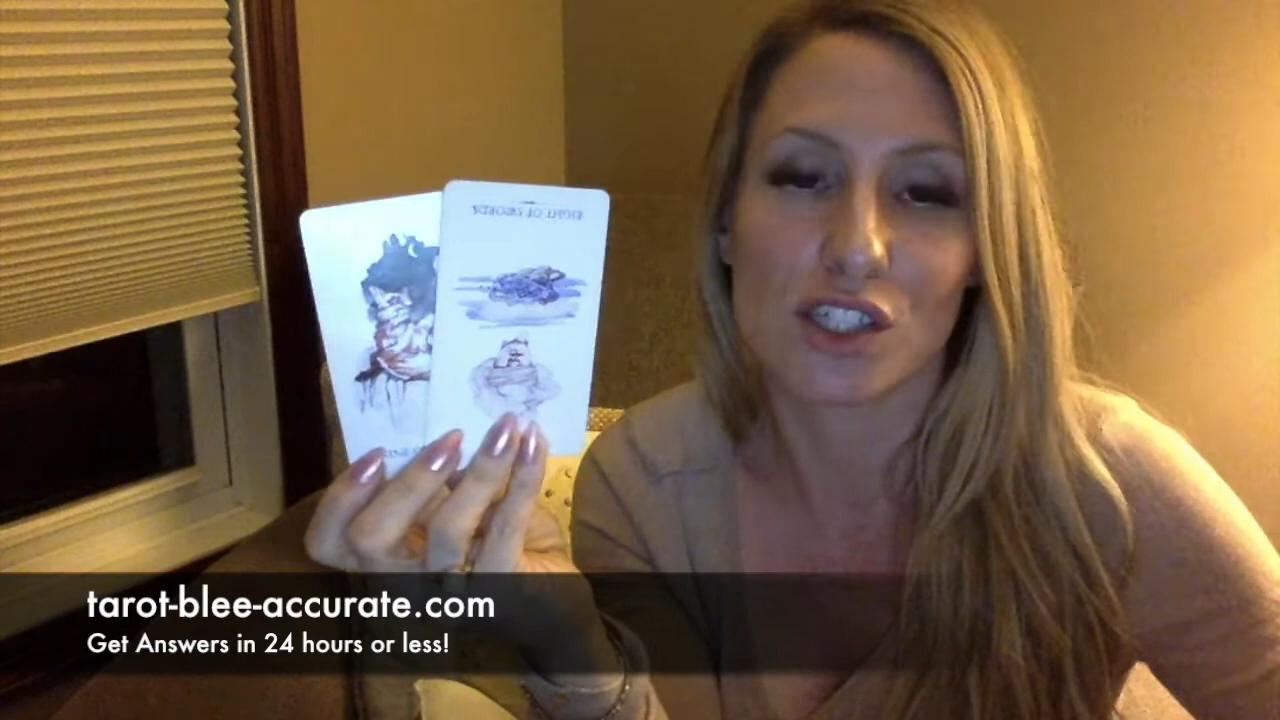 EIGHT OF SWORDS
tarot-blee-accurate.com
Get Answers in 24 hours or less!